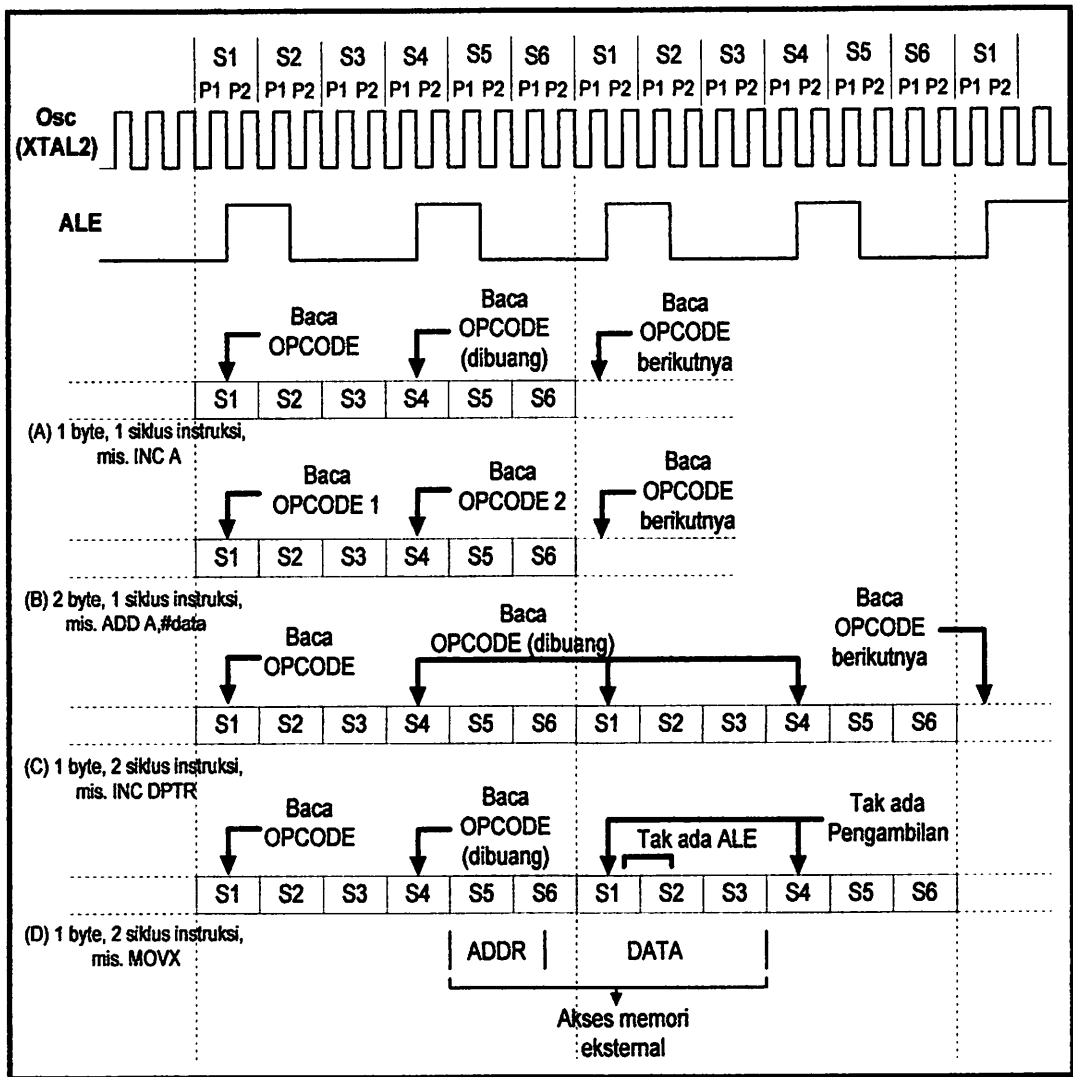 S1 S2 S3 S4 S5 S6 S1 S2 S3 S4 S5 S6 S1
P1 P2 P1 P2 P1 P2 P1 P2 P1 P2 P1 P2 P1 P2 P1 P2 P1 P2 P1 P2 P1 P2 P1 P2 P1 P2
Osc
(XTAL2)
ALE
Baca
OPCODE
Baca
OPCODE
(dibuang)
Baca
OPCODE
berikutnya
S1 S2 S3 S4 S5 S6
(A) 1 byte, 1 siklus instruksi,
mis. INC A
Baca
OPCODE 1
Baca
OPCODE 2
Baca
OPCODE
berikutnya
S1 S2 S3 S4 S5 S6
(B) 2 byte, 1 siklus instruksi,
mis. ADD A,#data
Baca
OPCODE
Baca
OPCODE (dibuang)
Baca
OPCODE
berikutnya
S1 S2 S3 S4 S5 S6 S1 S2 S3 S4 S5 S6
(C) 1 byte, 2 siklus instruksi,
mis. INC DPTR
Baca
OPCODE
Baca
OPCODE
(dibuang)
Tak ada ALE
Tak ada
Pengambilan
S1 S2 S3 S4 S5 S6 S1 S2 S3 S4 S5 S6
(D) 1 byte, 2 siklus instruksi,
mis. MOVX
ADDR DATA
Akses memori
eksternal